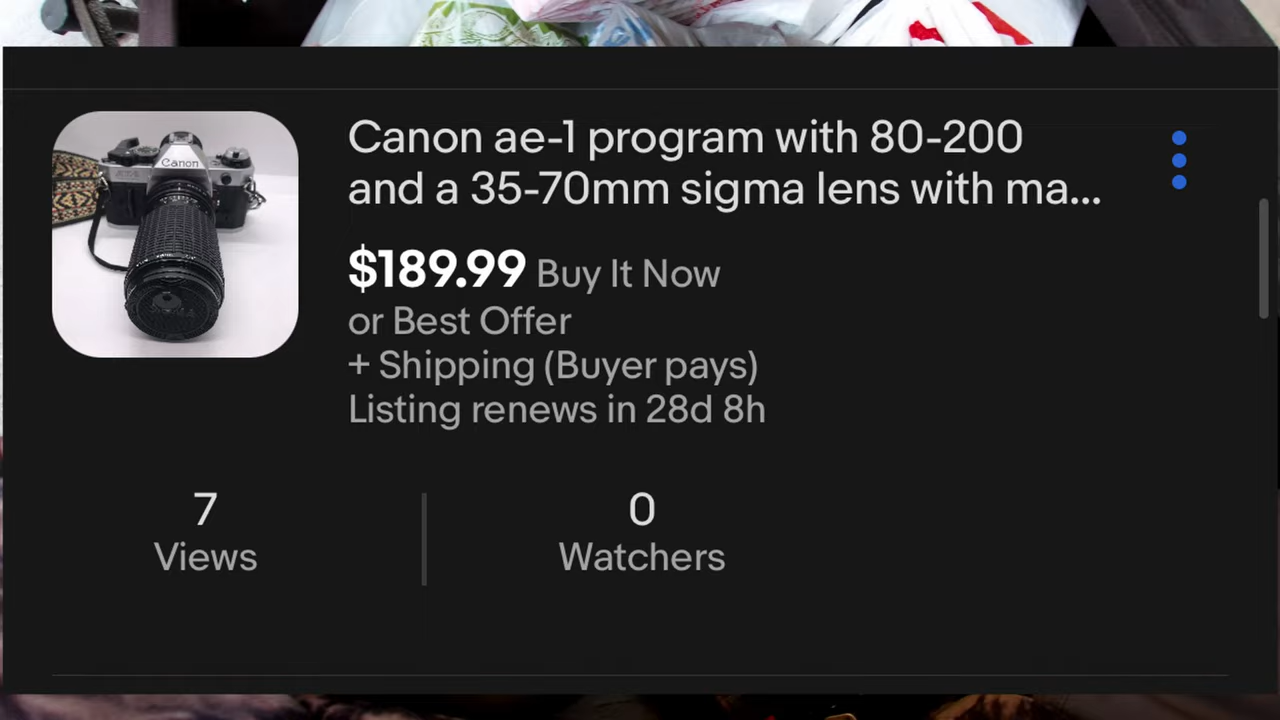 Canon
Canon ae-1 program with 80-200
and a 35-70mm sigma lens with ma...
$189.99 Buy It Now
or Best Offer
+ Shipping (Buyer pays)
Listing renews in 28d 8h
7
Views
0
Watchers